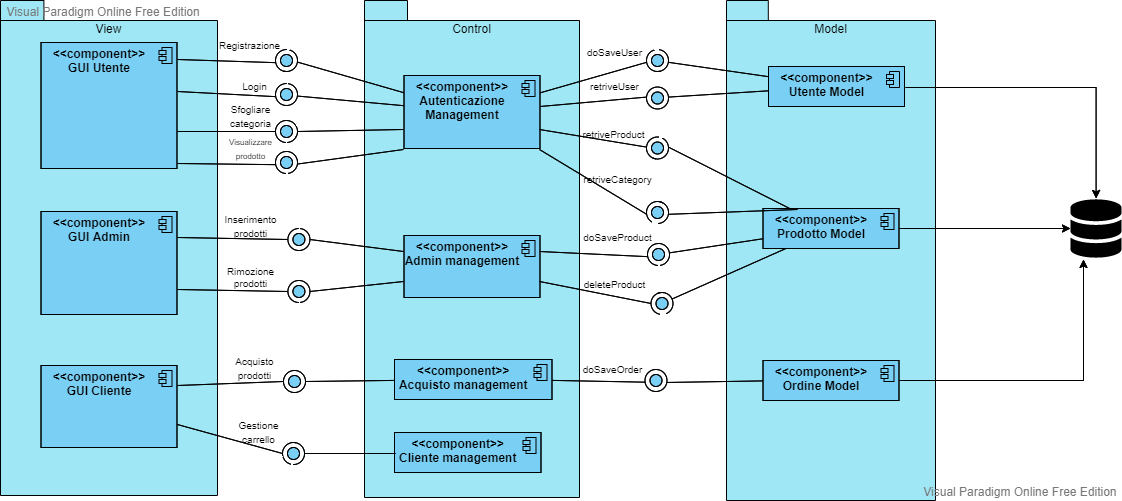 Visual Paradigm Online Free Edition
View
<<component>>
GUI Utente
Registrazione
Login
Sfogliare
categoria
Visualizzare
prodotto
<<component>>
GUI Admin
Inserimento
prodotti
Rimozione
prodotti
<<component>>
GUI Cliente
Acquisto
prodotti
Gestione
carrello
Control
<<component>>
Autenticazione
Management
<<component>>
Admin management
<<component>>
Acquisto management
<<component>>
Cliente management
doSaveUser
retriveUser
retriveProduct
retriveCategory
doSaveProduct
deleteProduct
doSaveOrder
Model
<<component>>
Utente Model
<<component>>
Prodotto Model
<<component>>
Ordine Model
Visual Paradigm Online Free Edition